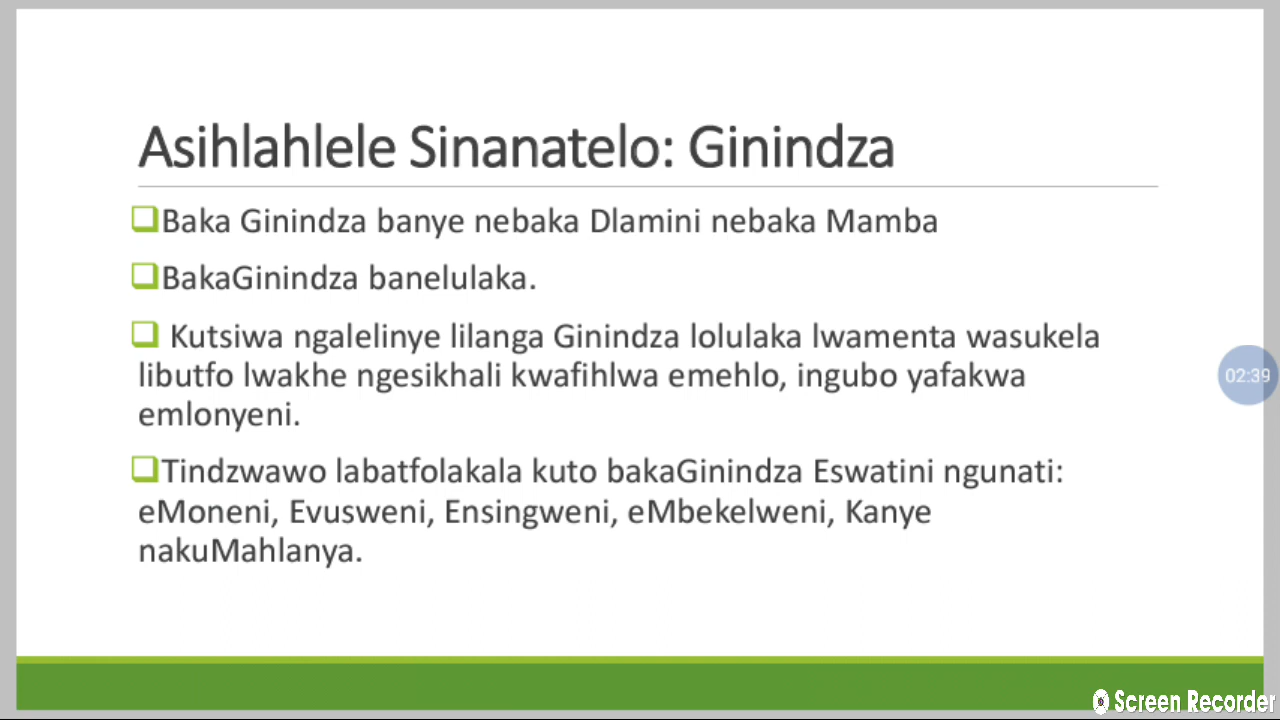 Asihlahlele Sinanatelo: Ginindza
Baka Ginindza banye nebaka Dlamini nebaka Mamba
BakaGinindza banelulaka.
Kutsiwa ngalelinye lilanga Ginindza lolulaka lwamenta wasukela
libutfo lwakhe ngesikhali kwafihlwa emehlo, ingubo yafakwa
emlonyeni.
Tindzwawo labatfolakala kuto bakaGinindza Eswatini ngunati:
eMoneni, Evusweni, Ensingweni, eMbekelweni, Kanye
nakuMahlanya.
02:39
Screen Recorder